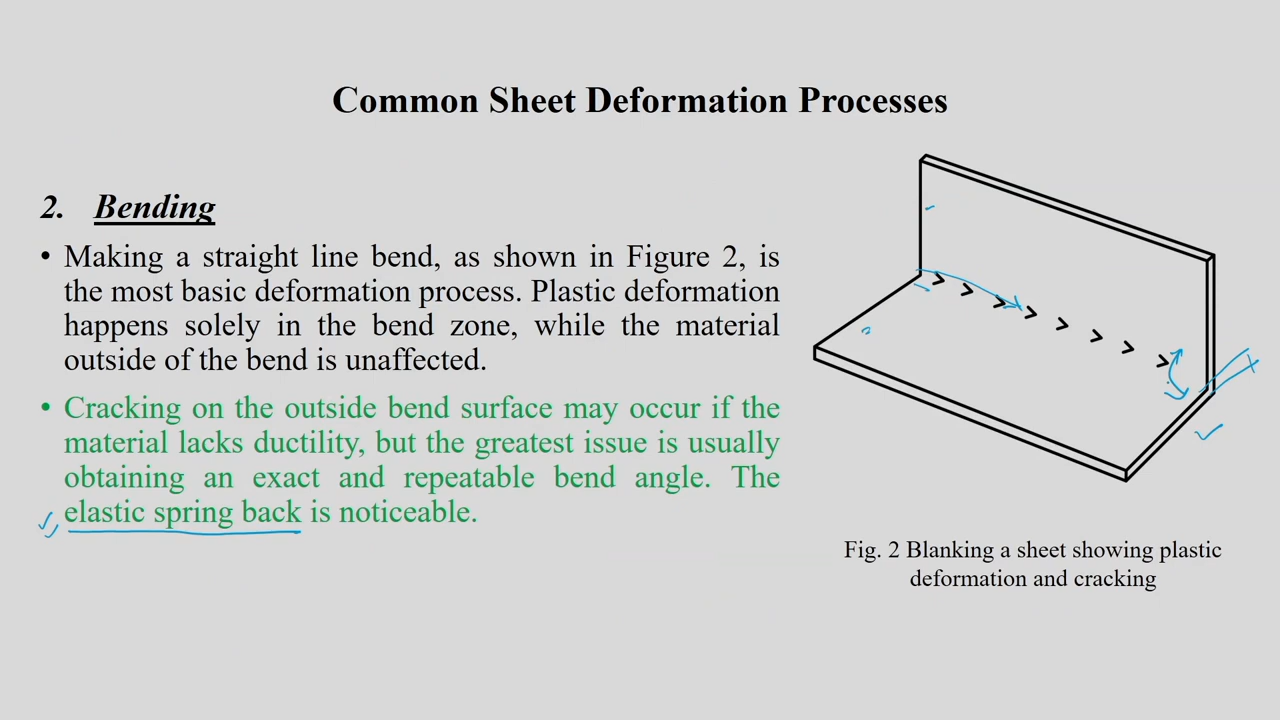 Common Sheet Deformation Processes
2. Bending
• Making a straight line bend, as shown in Figure 2, is
the most basic deformation process. Plastic deformation
happens solely in the bend zone, while the material
outside of the bend is unaffected.
• Cracking on the outside bend surface may occur if the
material lacks ductility, but the greatest issue is usually
obtaining an exact and repeatable bend angle. The
elastic spring back is noticeable.
Fig. 2 Blanking a sheet showing plastic
deformation and cracking